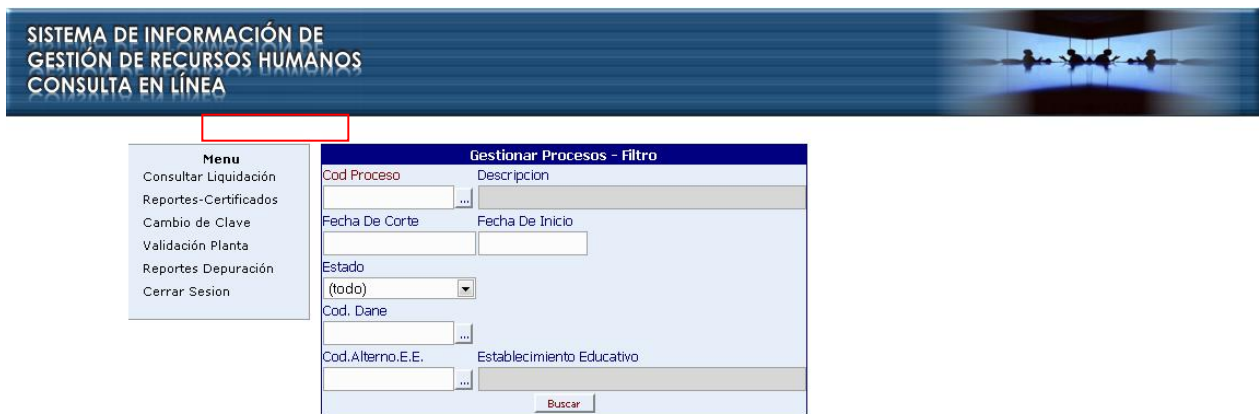 SISTEMA DE INFORMACIÓN DE
GESTIÓN DE RECURSOS HUMANOS
CONSULTA EN LÍNEA
Menu
Consultar Liquidación
Reportes-Certificados
Cambio de Clave
Validación Planta
Reportes Depuración
Cerrar Sesion
Gestionar Procesos - Filtro
Cod Proceso Descripcion
...
Fecha De Corte Fecha De Inicio
Estado
(todo)
Cod. Dane
...
Cod.Alterno.E.E. Establecimiento Educativo
...
Buscar